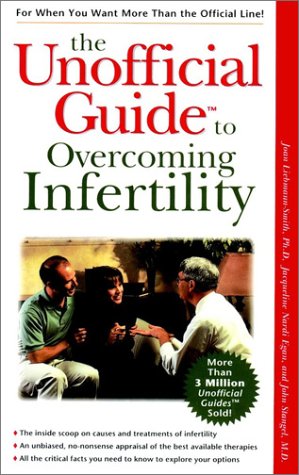 For When You Want More Than the Official Line!
the
Unofficial
Guide™ to
Overcoming
Infertility
Joan Liebmann-Smith, Ph.D., Jacqueline Nardi Egan, and John Stangel, M.D.
More
Than
3 Million
Unofficial
Guides™
Sold!
♦ The inside scoop on causes and treatments of infertility
♦ An unbiased, no-nonsense appraisal of the best available therapies
♦ All the critical facts you need to know to explore your options